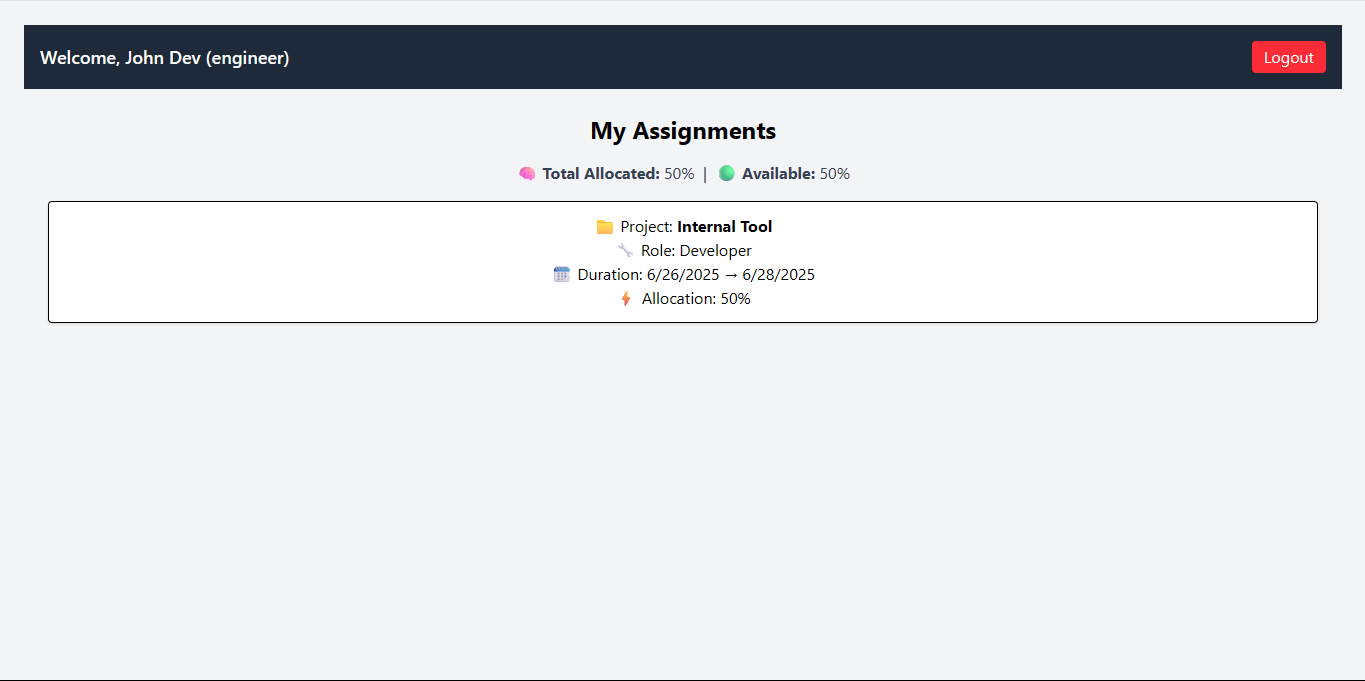 Welcome, John Dev (engineer)
Logout
My Assignments
🧠 Total Allocated: 50% | 🟢 Available: 50%
📁 Project: Internal Tool
🔧 Role: Developer
🗓️ Duration: 6/26/2025 → 6/28/2025
⚡ Allocation: 50%